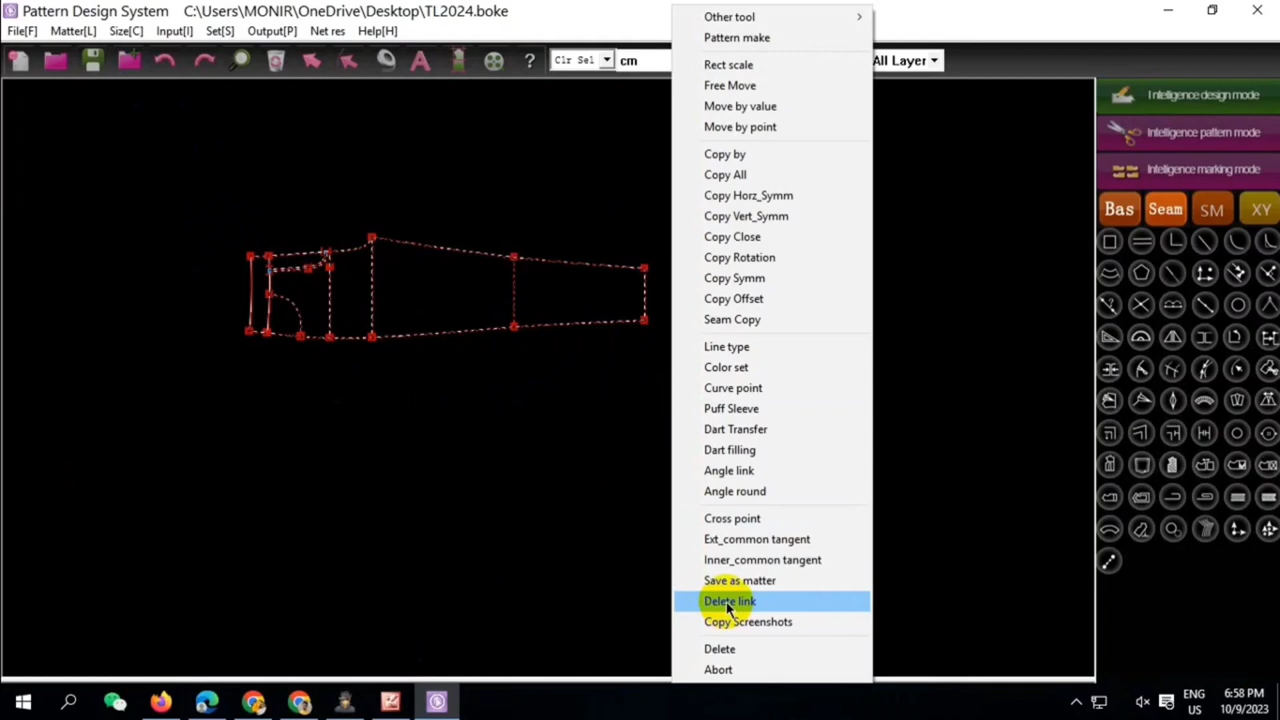 Pattern Design System C:\Users\MONIR\OneDrive\Desktop\TL2024.boke
File[F] Matter[L] Size[C] Input[I] Set[S] Output[P] Net res Help[H]
Clr Sel cm All Layer
Other tool
Pattern make
Rect scale
Free Move
Move by value
Move by point
Copy by
Copy All
Copy Horz_Symm
Copy Vert_Symm
Copy Close
Copy Rotation
Copy Symm
Copy Offset
Seam Copy
Line type
Color set
Curve point
Puff Sleeve
Dart Transfer
Dart filling
Angle link
Angle round
Cross point
Ext_common tangent
Inner_common tangent
Save as matter
Delete link
Copy Screenshots
Delete
Abort
Intelligence design mode
Intelligence pattern mode
Intelligence marking mode
Bas Seam SM XY
ENG
US
6:58 PM
10/9/2023